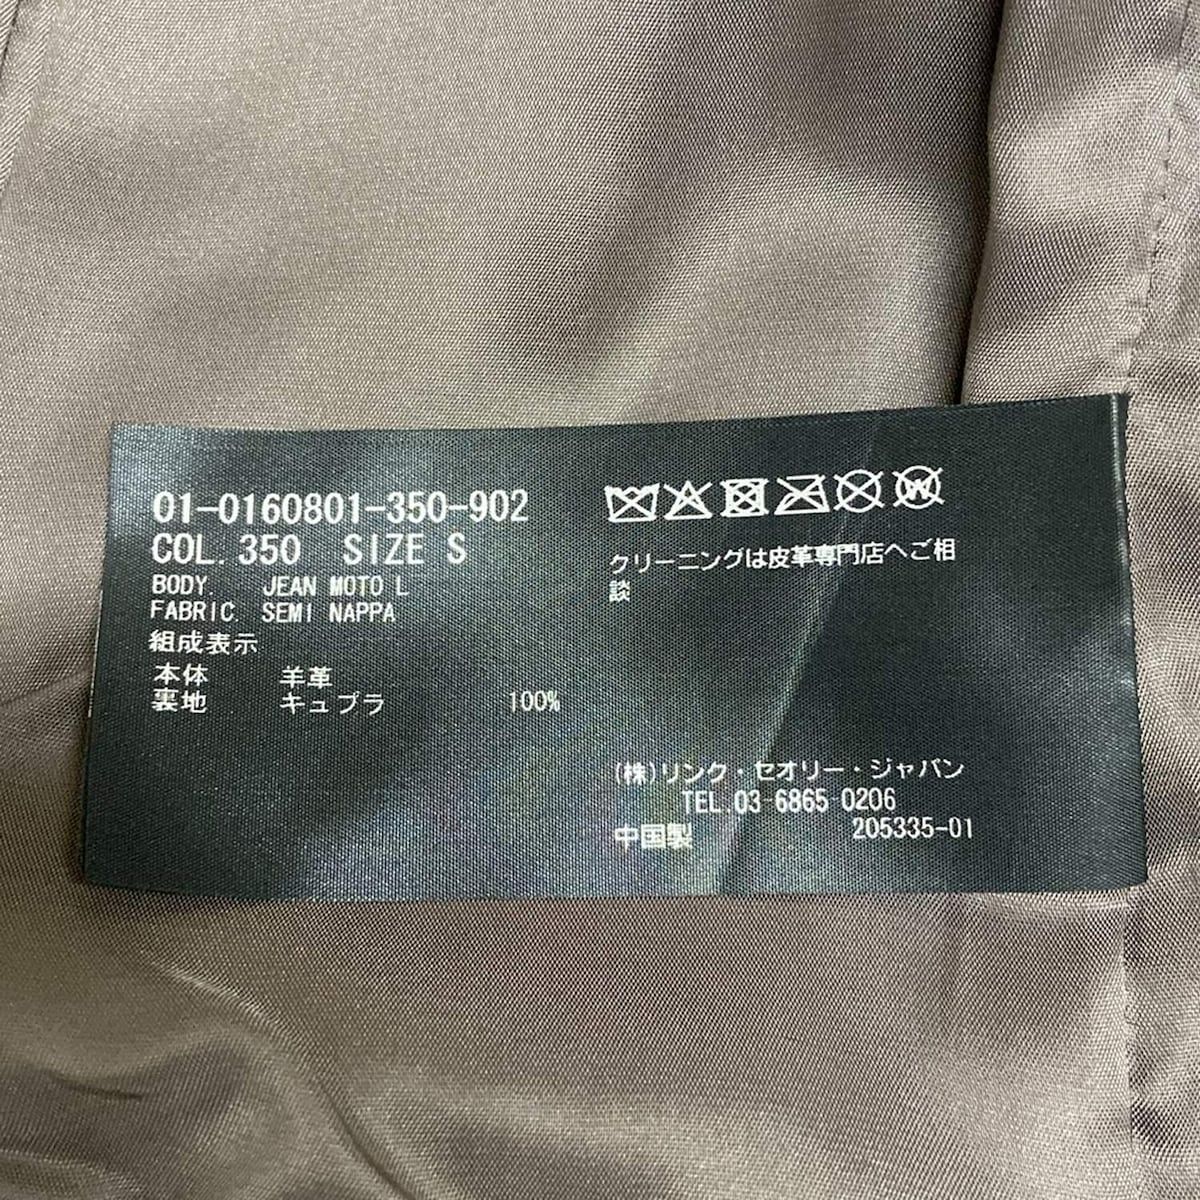 01-0160801-350-902
COL. 350 SIZE S
BODY. JEAN MOTO L
FABRIC. SEMI NAPPA
組成表示
本体 羊革
裏地 キュプラ 100%
W
クリーニングは皮革専門店へご相
談
(株)リンク・セオリー・ジャパン
TEL.03-6865-0206
中国製 205335-01